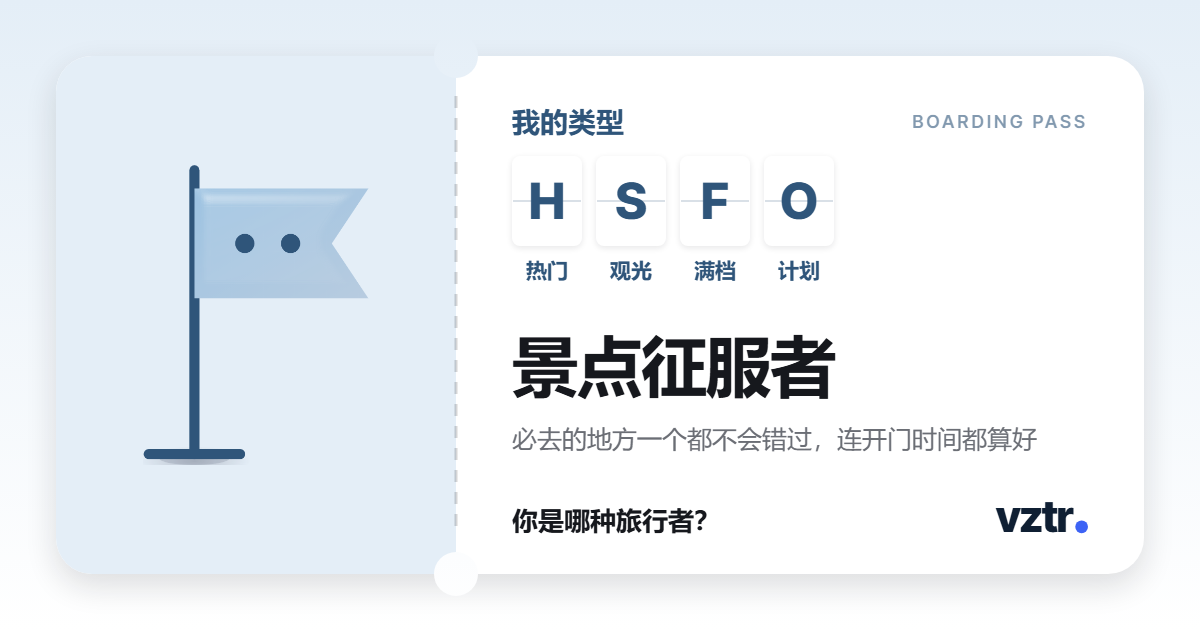 我的类型
BOARDING PASS
H S F O
热门 观光 满档 计划
景点征服者
必去的地方一个都不会错过，连开门时间都算好
你是哪种旅行者?
vztr.